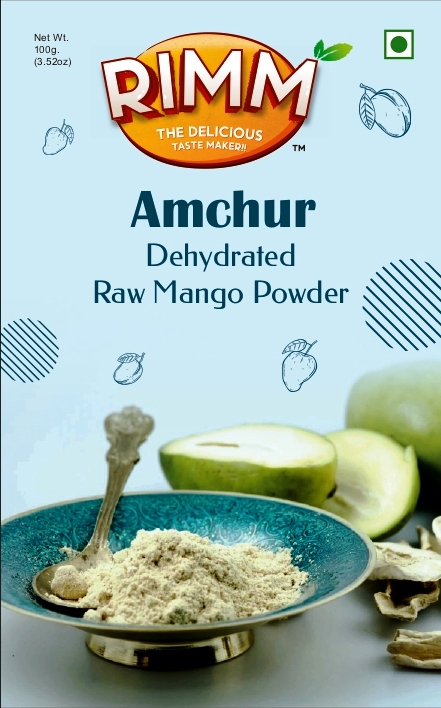 Net Wt.
100g.
(3.52oz)
RIMM
THE DELICIOUS
TASTE MAKER!!
TM
Amchur
Dehydrated
Raw Mango Powder